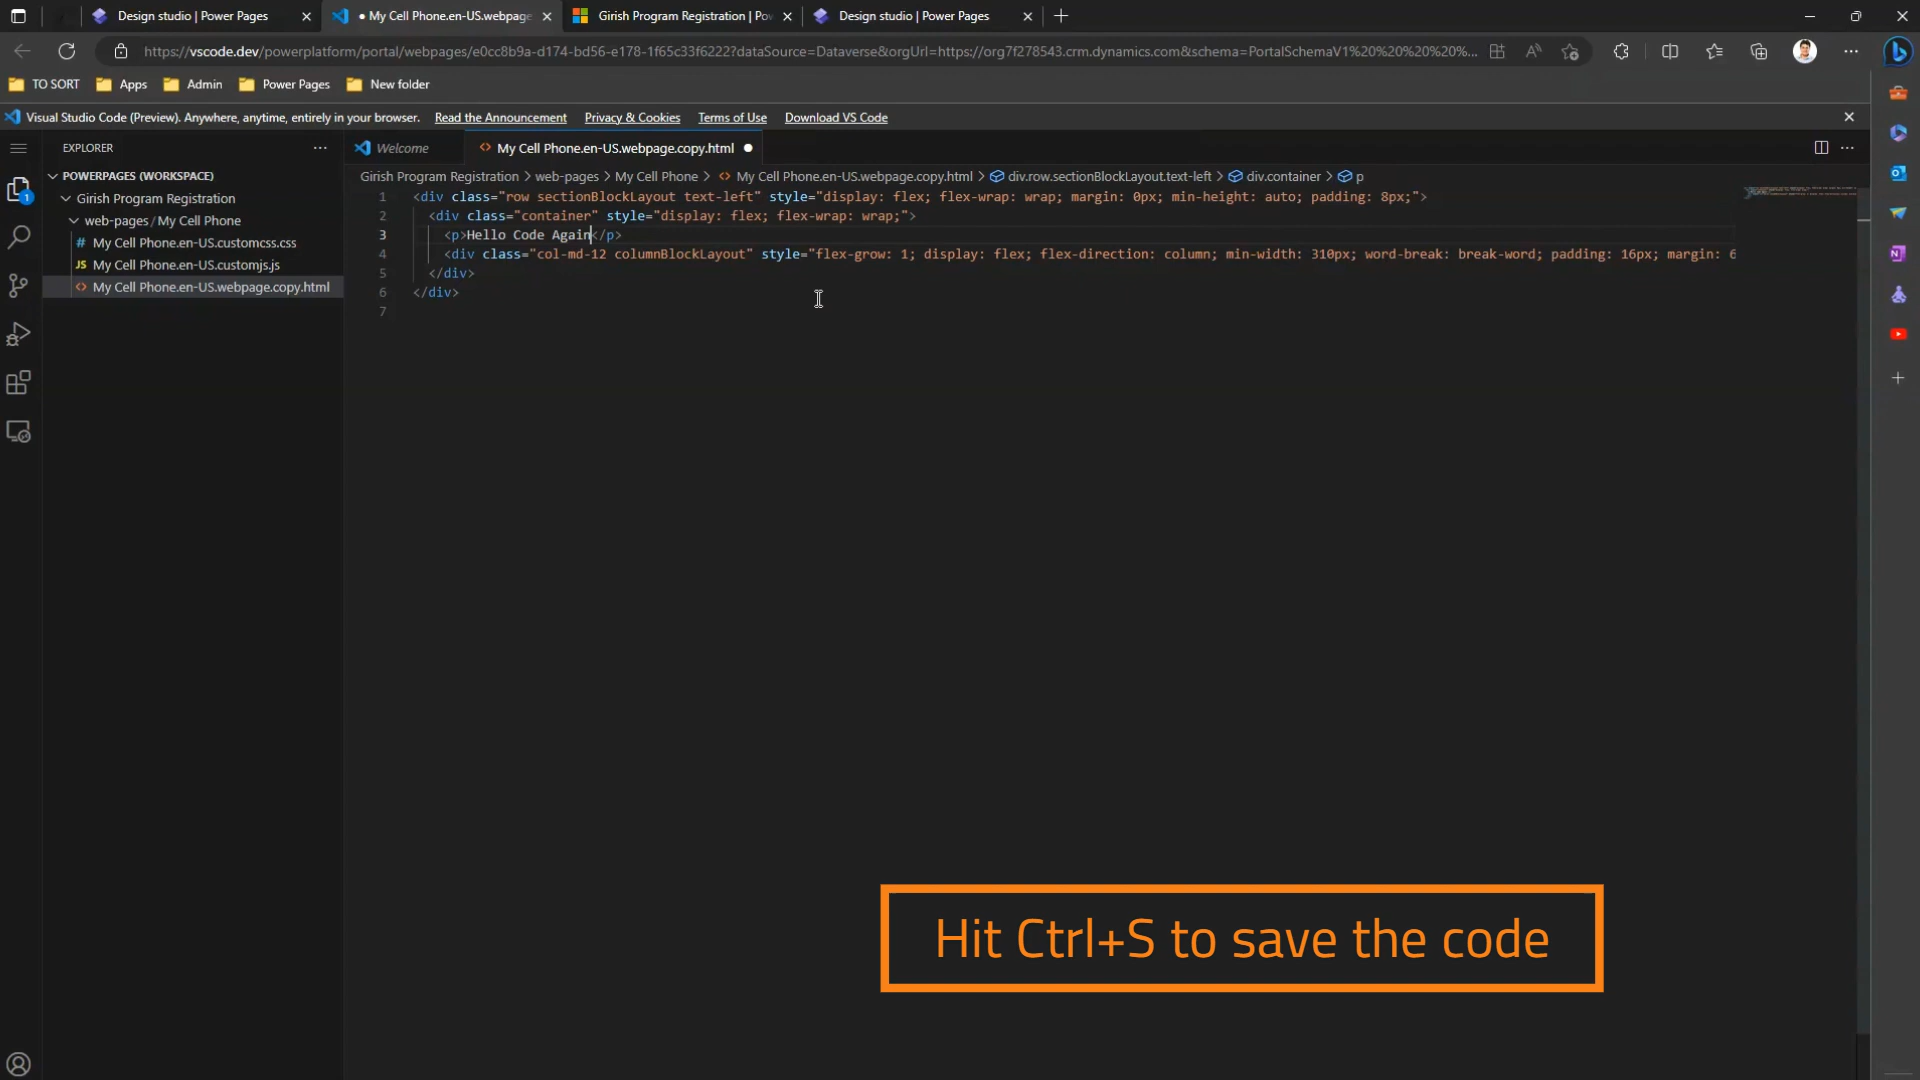 Design studio | Power Pages
● My Cell Phone.en-US.webpage
Girish Program Registration | Po
Design studio | Power Pages
https://vscode.dev/powerplatform/portal/webpages/e0cc8b9a-d174-bd56-e178-1f65c33f6222?dataSource=Dataverse&orgUrl=https://org7f278543.crm.dynamics.com&schema=PortalSchemaV1%20%20%20%20%...
TO SORT
Apps
Admin
Power Pages
New folder
Visual Studio Code (Preview). Anywhere, anytime, entirely in your browser. Read the Announcement Privacy & Cookies Terms of Use Download VS Code
EXPLORER
Welcome
<> My Cell Phone.en-US.webpage.copy.html
POWERPAGES (WORKSPACE)
Girish Program Registration
web-pages / My Cell Phone
# My Cell Phone.en-US.customcss.css
JS My Cell Phone.en-US.customjs.js
<> My Cell Phone.en-US.webpage.copy.html
1
Girish Program Registration > web-pages > My Cell Phone > <> My Cell Phone.en-US.webpage.copy.html > div.row.sectionBlockLayout.text-left > div.container > p
1 <div class="row sectionBlockLayout text-left" style="display: flex; flex-wrap: wrap; margin: 0px; min-height: auto; padding: 8px;">
2 <div class="container" style="display: flex; flex-wrap: wrap;">
3 <p>Hello Code Again</p>
4 <div class="col-md-12 columnBlockLayout" style="flex-grow: 1; display: flex; flex-direction: column; min-width: 310px; word-break: break-word; padding: 16px; margin: 6
5 </div>
6 </div>
7
Hit Ctrl+S to save the code